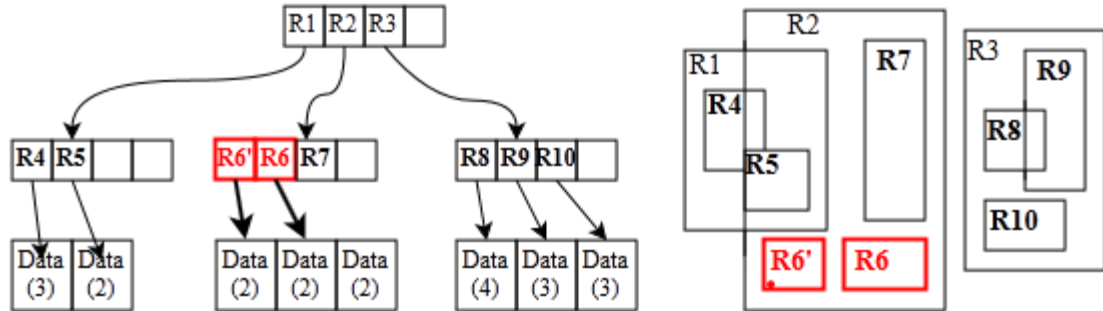 R1 R2 R3
R4 R5
R6' R6 R7
R8 R9 R10
Data (3)
Data (2)
Data (2)
Data (2)
Data (2)
Data (4)
Data (3)
Data (3)
R2
R1
R7
R3
R9
R4
R8
R5
R10
R6'
R6